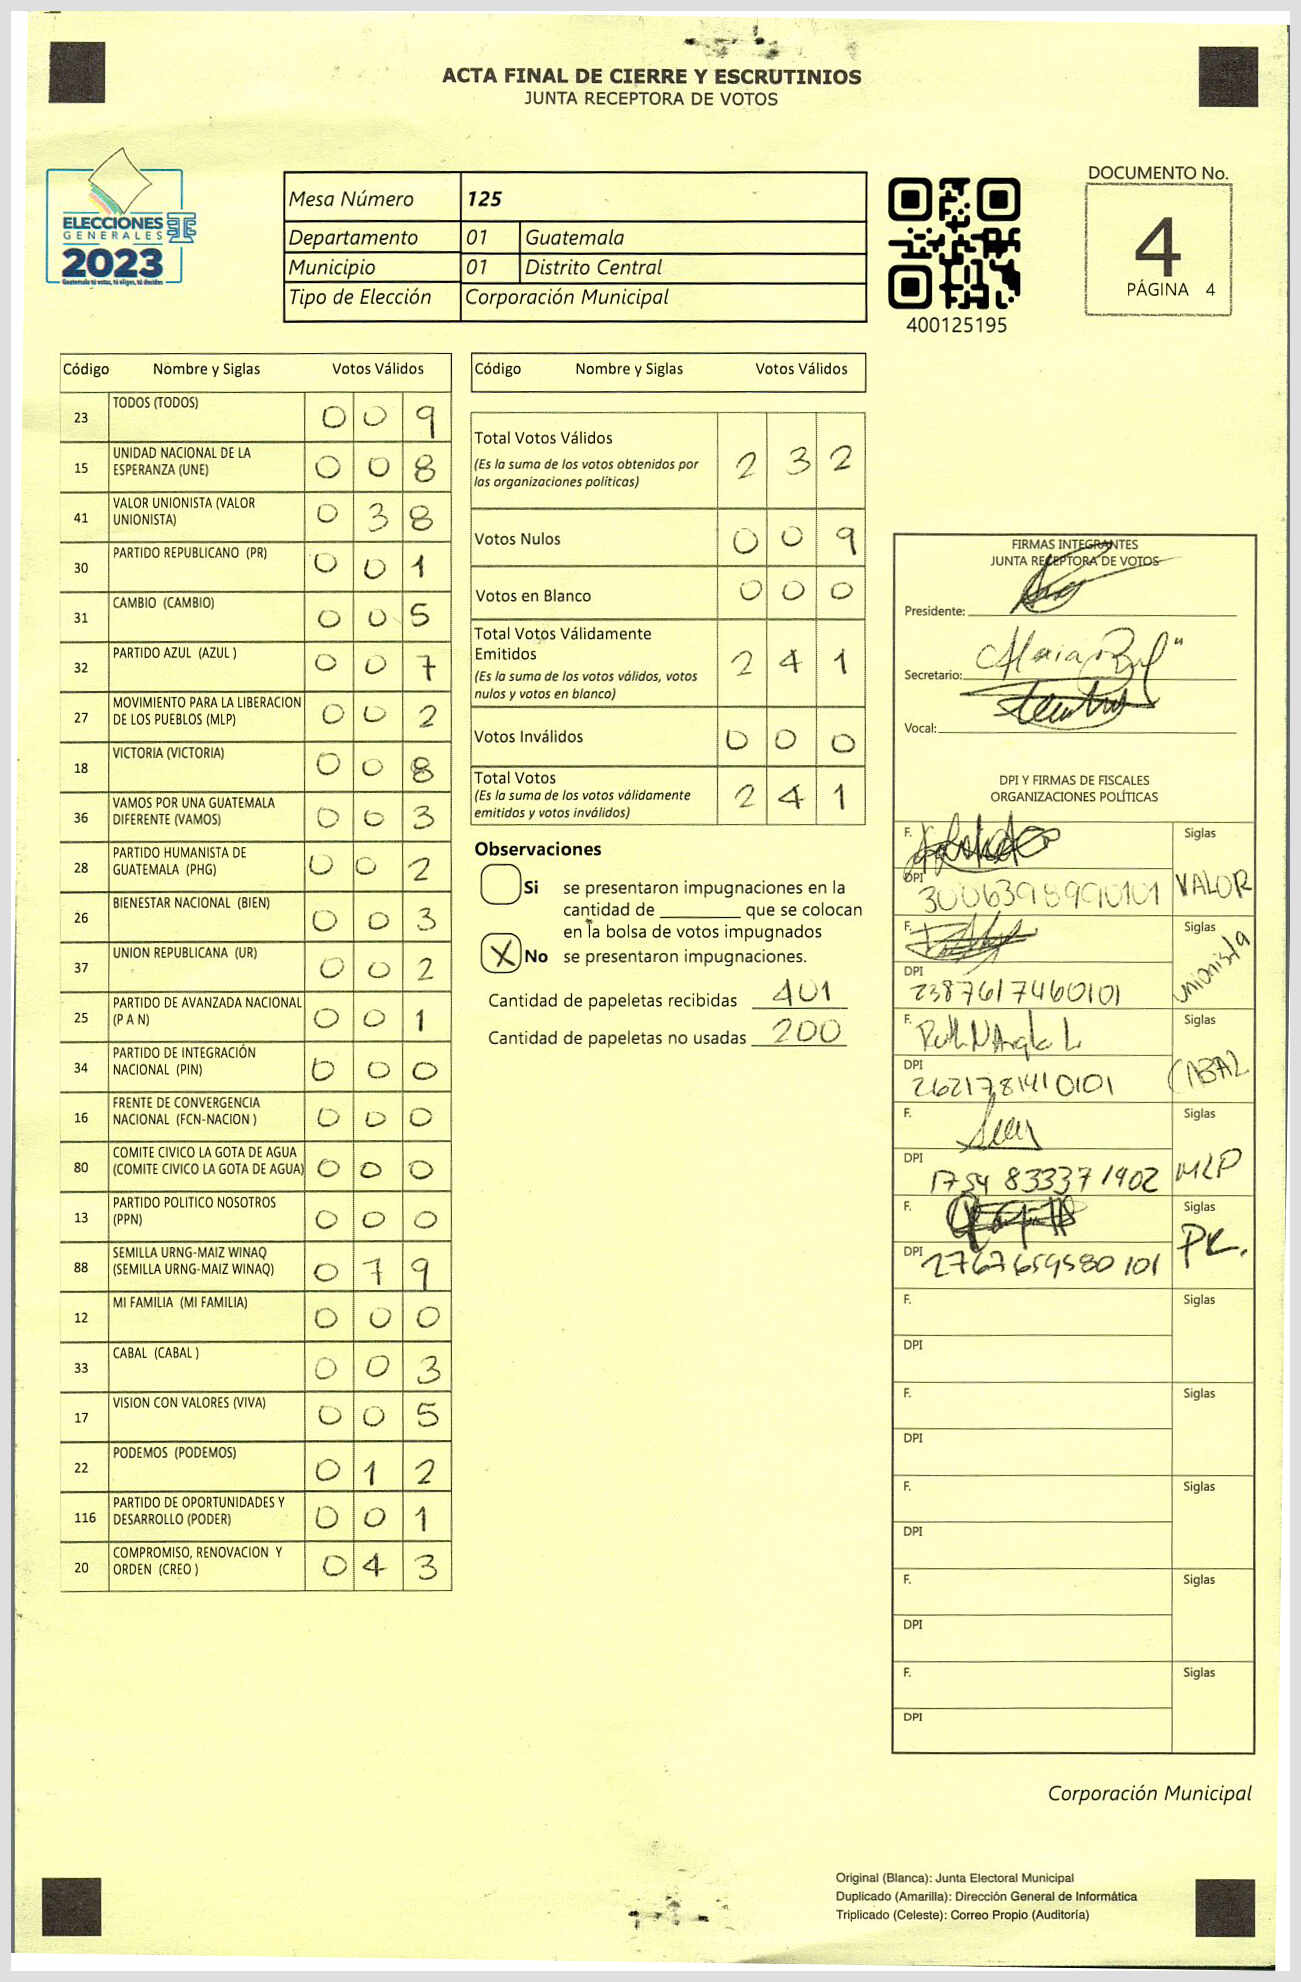 ACTA FINAL DE CIERRE Y ESCRUTINIOS
JUNTA RECEPTORA DE VOTOS
ELECCIONES
GENERALES
2023
Guatemala tú votas, tú eliges, tú decides
Mesa Número 125
Departamento 01 Guatemala
Municipio 01 Distrito Central
Tipo de Elección Corporación Municipal
400125195
DOCUMENTO No.
4
PÁGINA 4
Código Nombre y Siglas Votos Válidos
23 TODOS (TODOS) 0 0 9
15 UNIDAD NACIONAL DE LA
ESPERANZA (UNE) 0 0 8
41 VALOR UNIONISTA (VALOR
UNIONISTA) 0 3 8
30 PARTIDO REPUBLICANO (PR) 0 0 1
31 CAMBIO (CAMBIO) 0 0 5
32 PARTIDO AZUL (AZUL ) 0 0 7
27 MOVIMIENTO PARA LA LIBERACION
DE LOS PUEBLOS (MLP) 0 0 2
18 VICTORIA (VICTORIA) 0 0 8
36 VAMOS POR UNA GUATEMALA
DIFERENTE (VAMOS) 0 0 3
28 PARTIDO HUMANISTA DE
GUATEMALA (PHG) 0 0 2
26 BIENESTAR NACIONAL (BIEN) 0 0 3
37 UNION REPUBLICANA (UR) 0 0 2
25 PARTIDO DE AVANZADA NACIONAL
(P A N) 0 0 1
34 PARTIDO DE INTEGRACIÓN
NACIONAL (PIN) 0 0 0
16 FRENTE DE CONVERGENCIA
NACIONAL (FCN-NACION ) 0 0 0
80 COMITE CIVICO LA GOTA DE AGUA
(COMITE CIVICO LA GOTA DE AGUA) 0 0 0
13 PARTIDO POLITICO NOSOTROS
(PPN) 0 0 0
88 SEMILLA URNG-MAIZ WINAQ
(SEMILLA URNG-MAIZ WINAQ) 0 7 9
12 MI FAMILIA (MI FAMILIA) 0 0 0
33 CABAL (CABAL ) 0 0 3
17 VISION CON VALORES (VIVA) 0 0 5
22 PODEMOS (PODEMOS) 0 1 2
116 PARTIDO DE OPORTUNIDADES Y
DESARROLLO (PODER) 0 0 1
20 COMPROMISO, RENOVACION Y
ORDEN (CREO ) 0 4 3
Código Nombre y Siglas Votos Válidos
Total Votos Válidos 2 3 2
(Es la suma de los votos obtenidos por
las organizaciones políticas)
Votos Nulos 0 0 9
Votos en Blanco 0 0 0
Total Votos Válidamente
Emitidos 2 4 1
(Es la suma de los votos válidos, votos
nulos y votos en blanco)
Votos Inválidos 0 0 0
Total Votos 2 4 1
(Es la suma de los votos válidamente
emitidos y votos inválidos)
Observaciones
Si se presentaron impugnaciones en la
cantidad de ________ que se colocan
en la bolsa de votos impugnados
X No se presentaron impugnaciones.
Cantidad de papeletas recibidas 401
Cantidad de papeletas no usadas 200
FIRMAS INTEGRANTES
JUNTA RECEPTORA DE VOTOS
Presidente:
Secretario:
Vocal:
DPI Y FIRMAS DE FISCALES
ORGANIZACIONES POLÍTICAS
F. Siglas
DPI 3006398990101 VALOR
F. Siglas
DPI 2387617460101 Unionista
F. Siglas
DPI 2621781410101 CABAL
F. Siglas
DPI 1754 83337 1902 MLP
F. Siglas
DPI 2767659580 101
F. Siglas
DPI
F. Siglas
DPI
F. Siglas
DPI
F. Siglas
DPI
F. Siglas
DPI
Corporación Municipal
Original (Blanca): Junta Electoral Municipal
Duplicado (Amarilla): Dirección General de Informática
Triplicado (Celeste): Correo Propio (Auditoría)